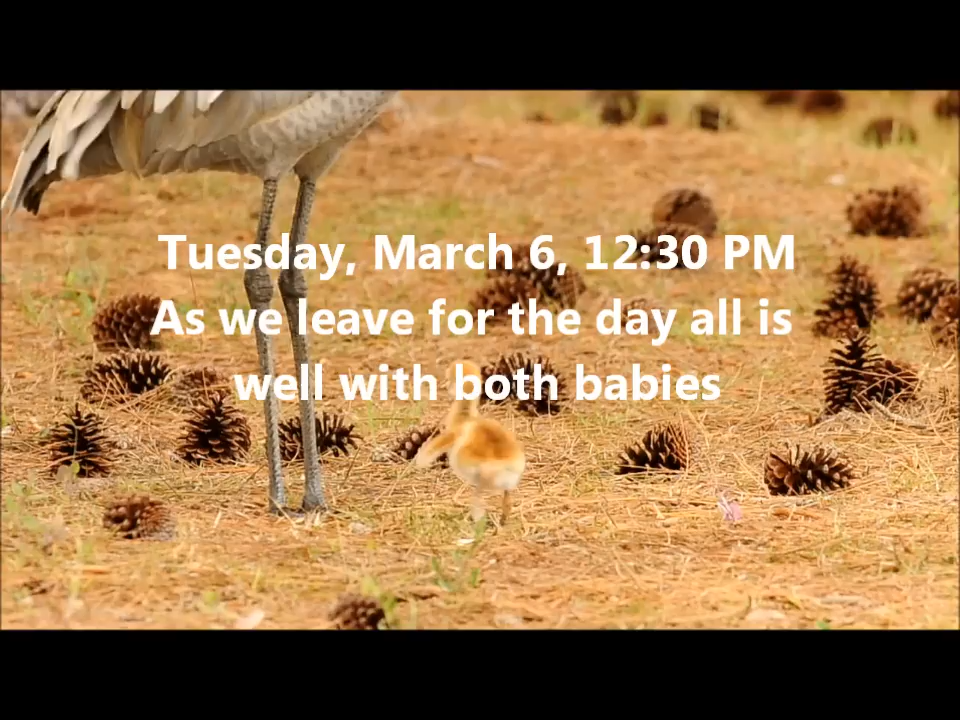 Tuesday, March 6, 12:30 PM
As we leave for the day all is
well with both babies